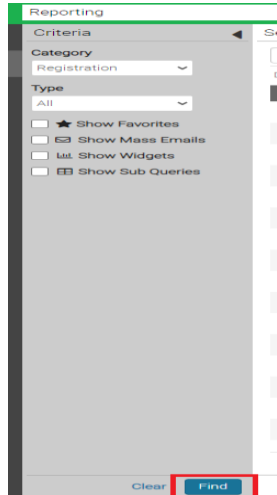 Reporting
Criteria
Category
Registration
Type
All
Show Favorites
Show Mass Emails
Show Widgets
Show Sub Queries
Clear Find